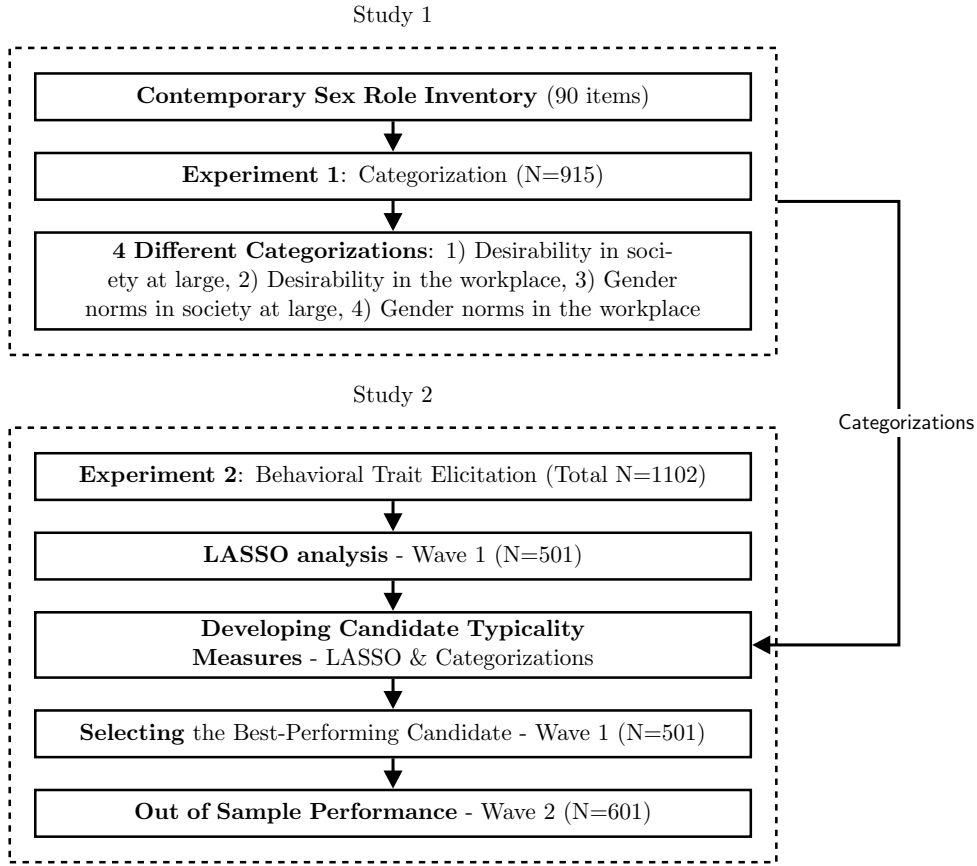 Study 1
Contemporary Sex Role Inventory (90 items)
Experiment 1: Categorization (N=915)
4 Different Categorizations: 1) Desirability in soci-
ety at large, 2) Desirability in the workplace, 3) Gender
norms in society at large, 4) Gender norms in the workplace
Study 2
Categorizations
Experiment 2: Behavioral Trait Elicitation (Total N=1102)
LASSO analysis - Wave 1 (N=501)
Developing Candidate Typicality
Measures - LASSO & Categorizations
Selecting the Best-Performing Candidate - Wave 1 (N=501)
Out of Sample Performance - Wave 2 (N=601)